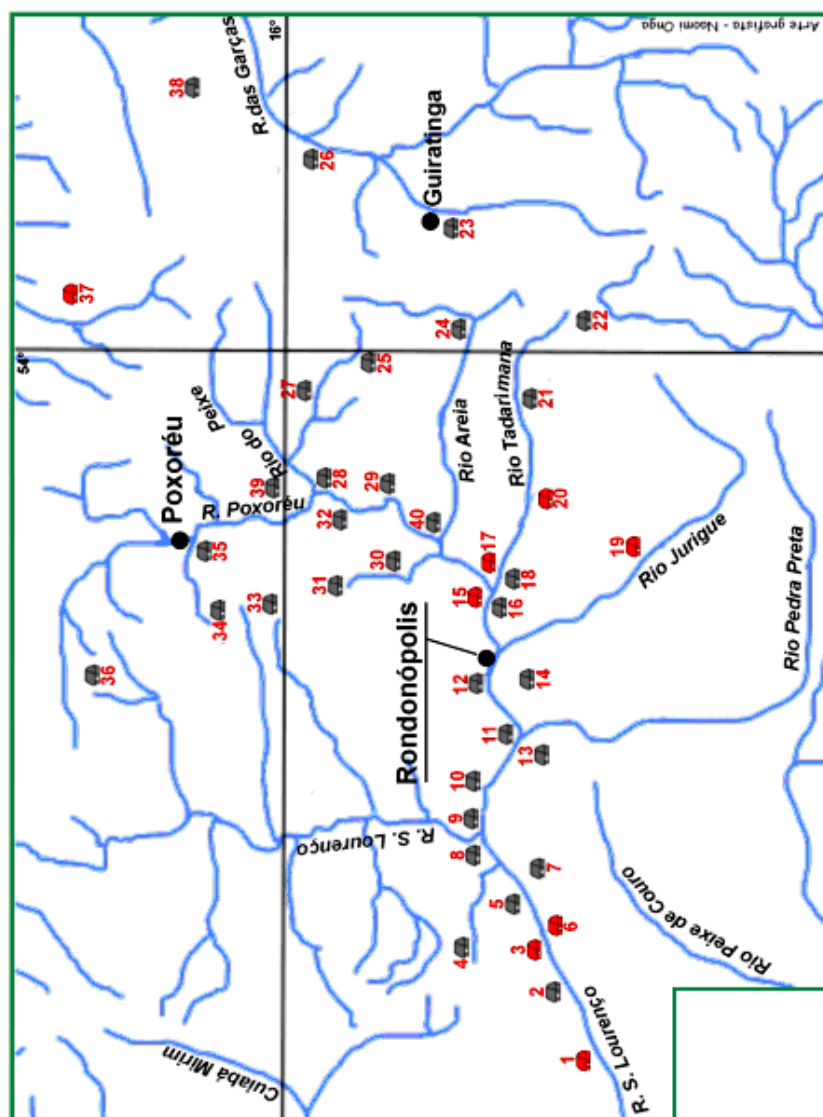 Arte grafista - Naomi Onga
16°
54°
R.das Garças
38
26
Guiratinga
23
37
22
24
25
27
Rio do
Peixe
Poxoréu
R. Poxoréu
39
28
29
32
40
30
31
33
34
35
36
Rio Areia
Rio Tadarimana
21
20
19
17
18
15
16
Rio Jurigue
Rio Pedra Preta
Rondonópolis
12
14
11
13
10
9
8
R. S. Lourenço
7
5
6
3
4
2
1
Rio Peixe de Couro
R. S. Lourenço
Cuiabá Mirim